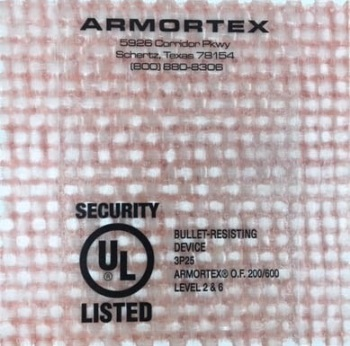 ARMORTEX
5926 Corridor Pkwy
Schertz, Texas 78154
(800) 880-8306
SECURITY
UL
®
LISTED
BULLET-RESISTING
DEVICE
3P25
ARMORTEX® O.F. 200/600
LEVEL 2 & 6